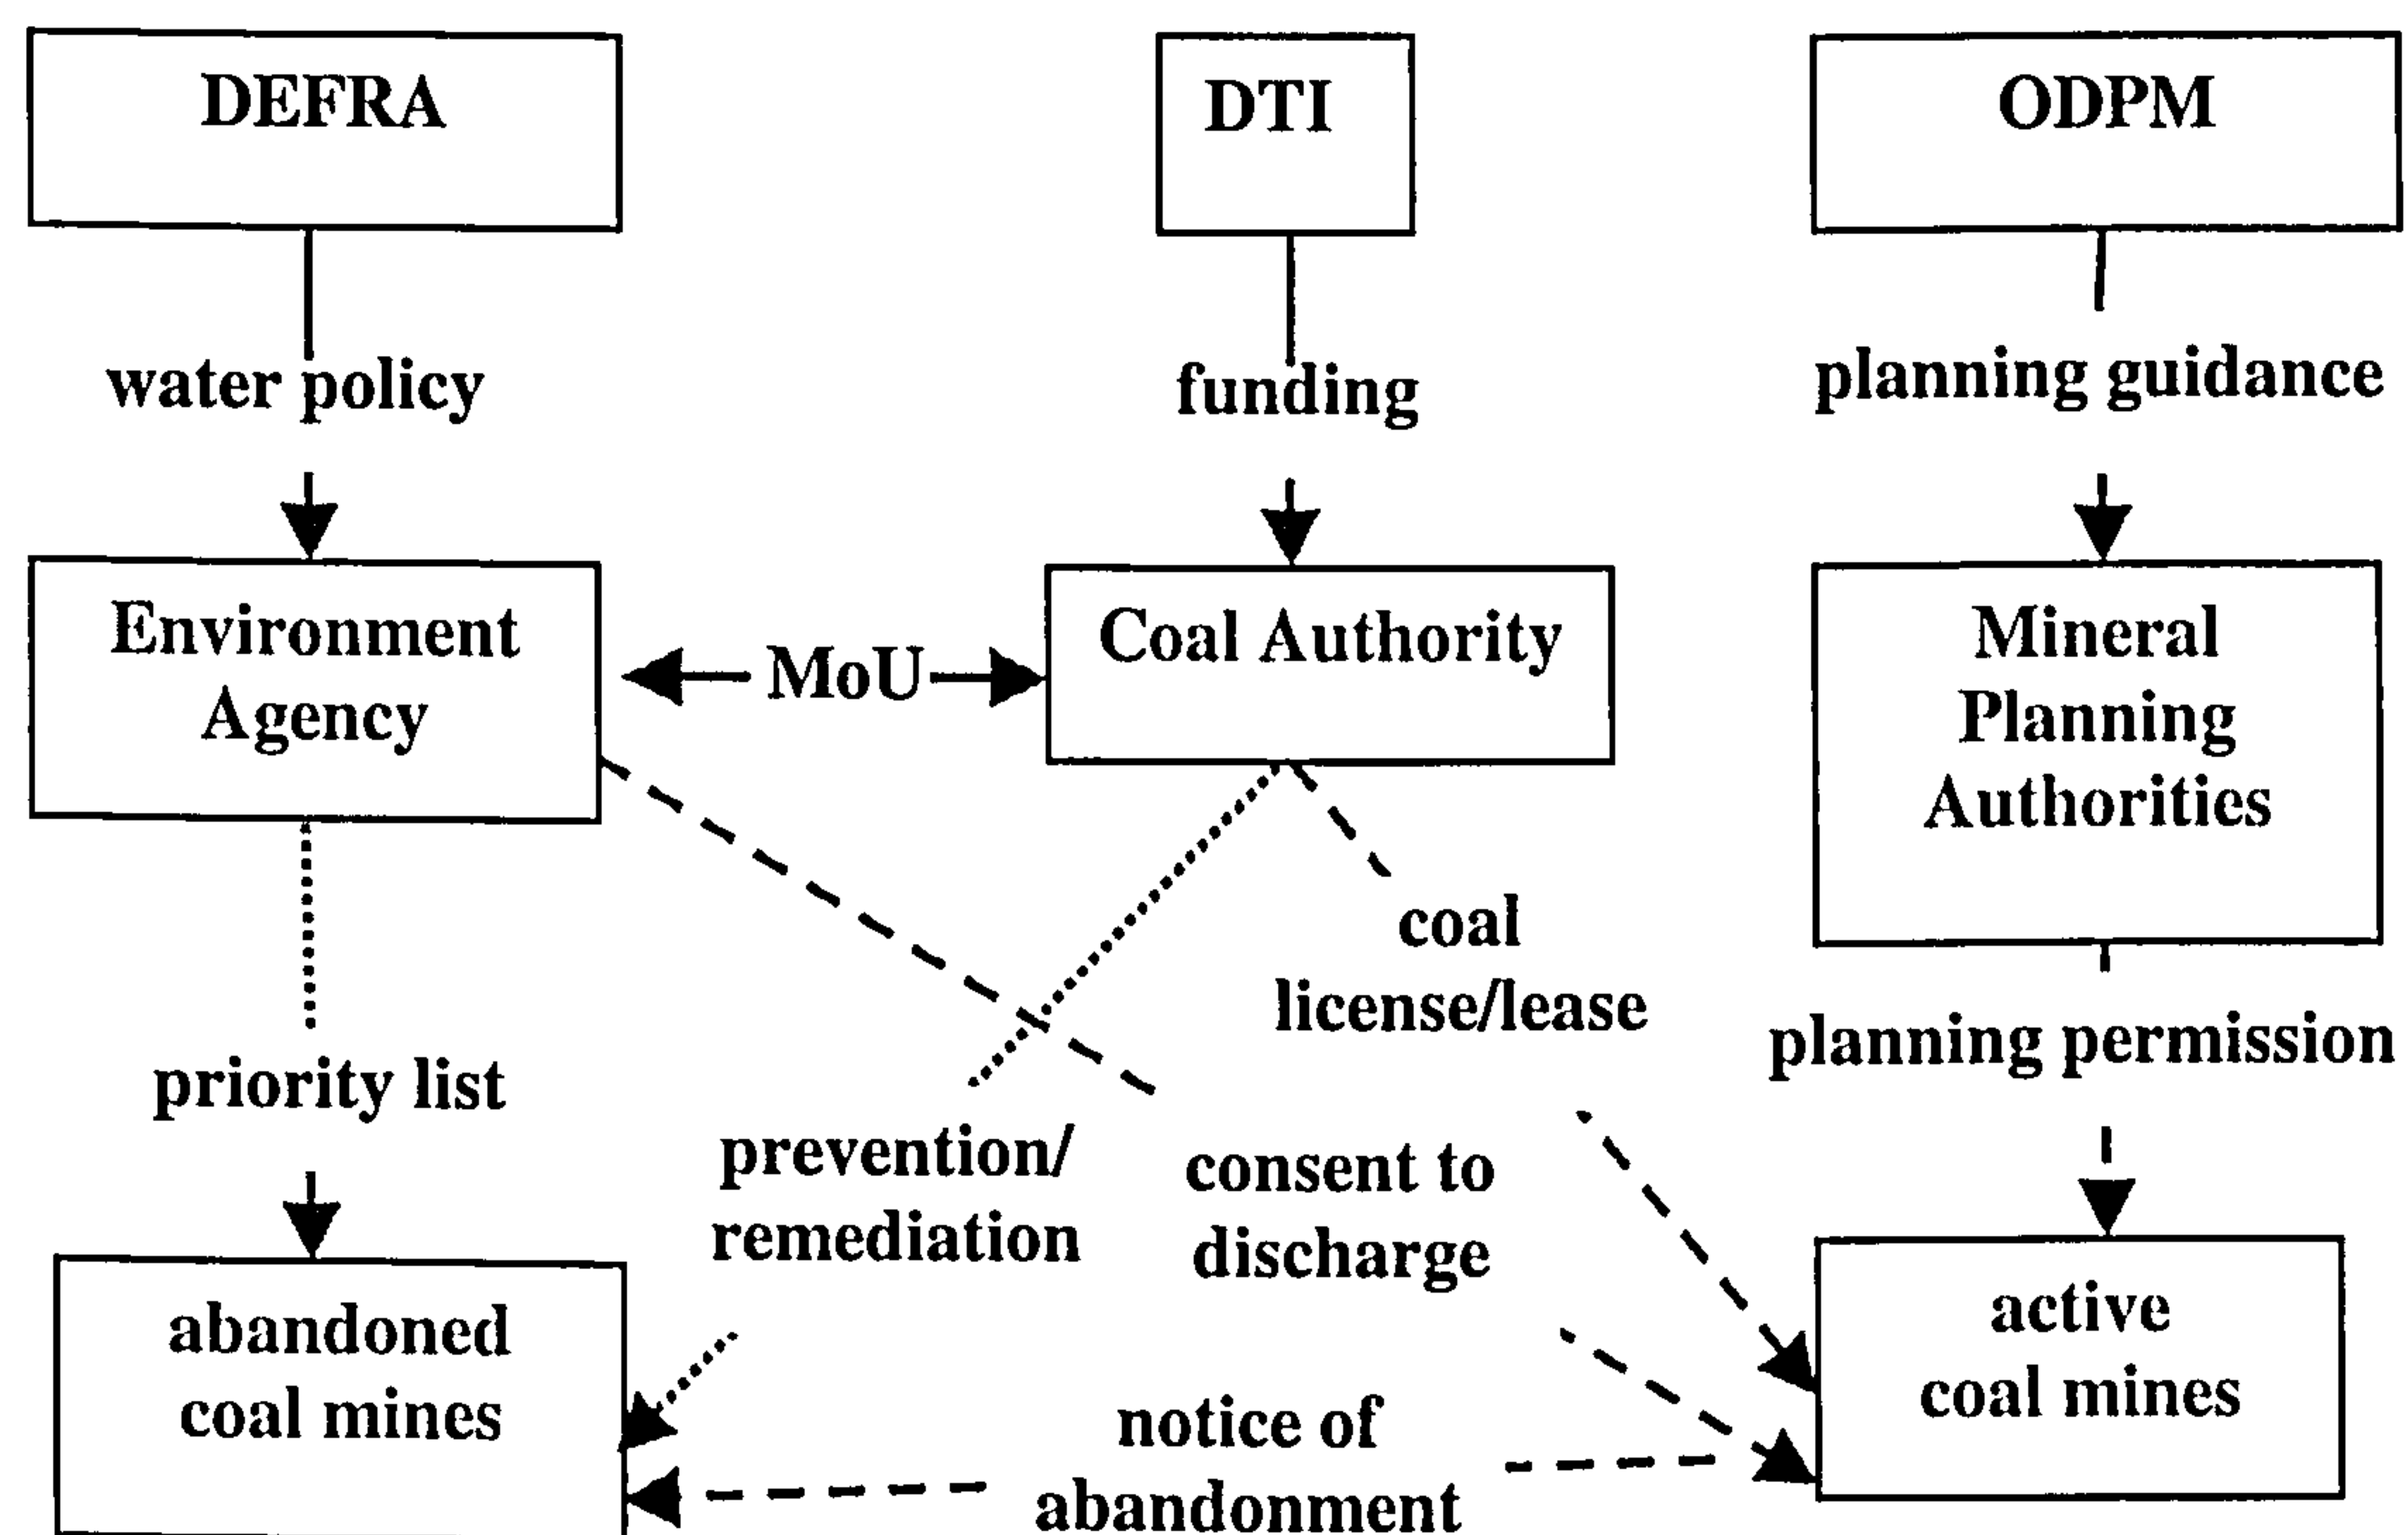 DEFRA
DTI
ODPM
water policy
funding
planning guidance
Environment
Agency
MoU
Coal Authority
Mineral
Planning
Authorities
coal
license/lease
planning permission
priority list
prevention/
remediation
consent to
discharge
abandoned
coal mines
active
coal mines
notice of
abandonment